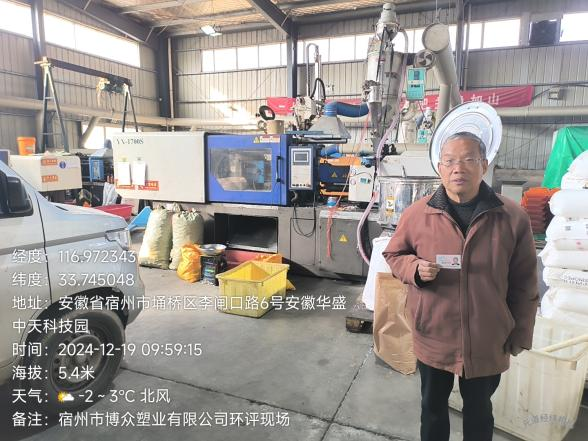 YX-1700S
经度：116.972343
纬度：33.745048
地址：安徽省宿州市埇桥区李闸口路6号安徽华盛
中天科技园
时间：2024-12-19 09:59:15
海拔：5.4米
天气：⛅ -2 ~ 3℃ 北风
备注：宿州市博众塑业有限公司环评现场